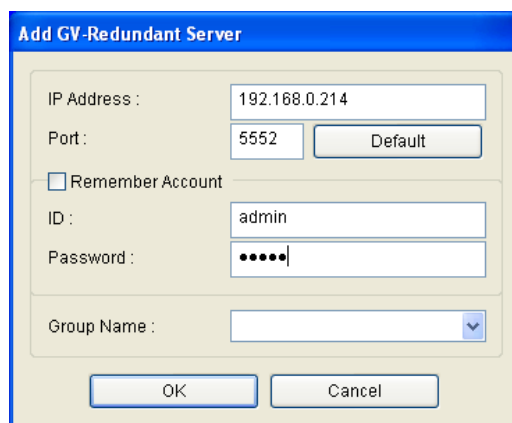 Add GV-Redundant Server
IP Address : 192.168.0.214
Port : 5552 Default
Remember Account
ID : admin
Password : •••••
Group Name :
OK Cancel